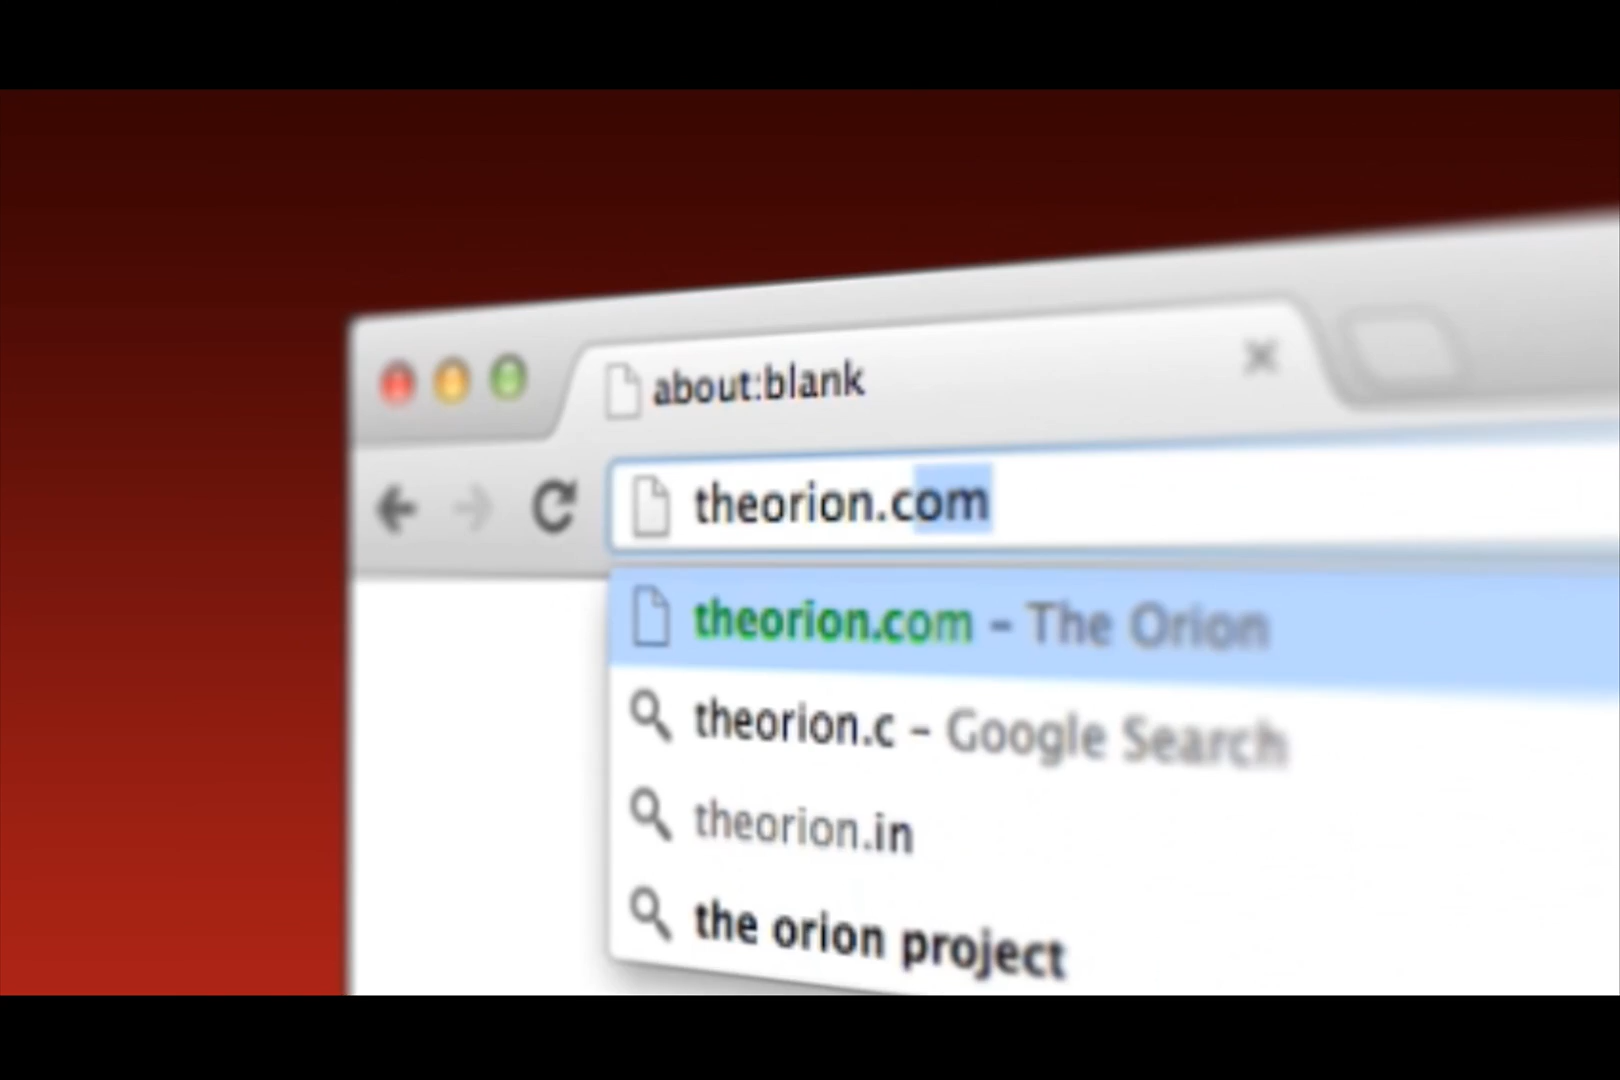 about:blank
theorion.com
theorion.com – The Orion
theorion.c – Google Search
theorion.in
the orion project